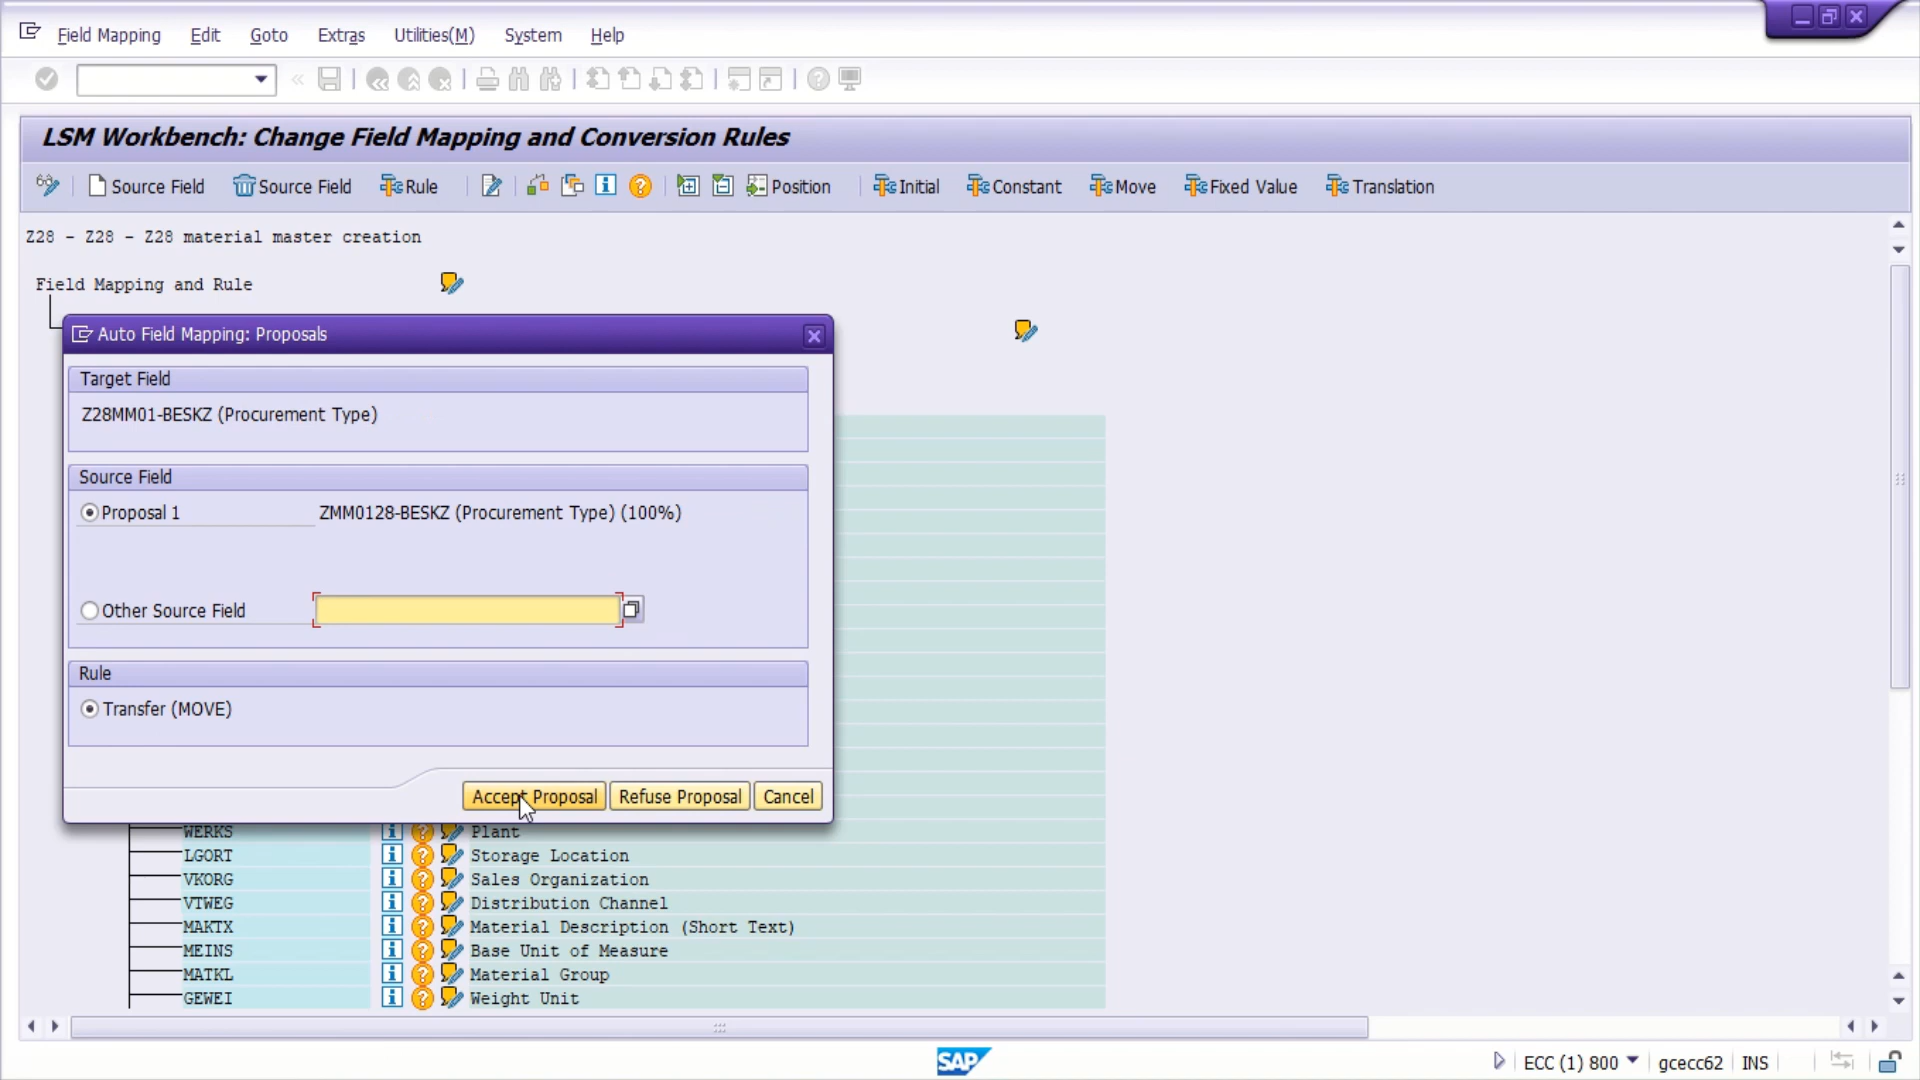 Field Mapping Edit Goto Extras Utilities(M) System Help
LSM Workbench: Change Field Mapping and Conversion Rules
Source Field Source Field Rule Position Initial Constant Move Fixed Value Translation
Z28 - Z28 - Z28 material master creation
Field Mapping and Rule
Auto Field Mapping: Proposals
Target Field
Z28MM01-BESKZ (Procurement Type)
Source Field
Proposal 1 ZMM0128-BESKZ (Procurement Type) (100%)
Other Source Field
Rule
Transfer (MOVE)
Accept Proposal Refuse Proposal Cancel
WERKS Plant
LGORT Storage Location
VKORG Sales Organization
VTWEG Distribution Channel
MAKTX Material Description (Short Text)
MEINS Base Unit of Measure
MATKL Material Group
GEWEI Weight Unit
SAP ECC (1) 800 gcecc62 INS